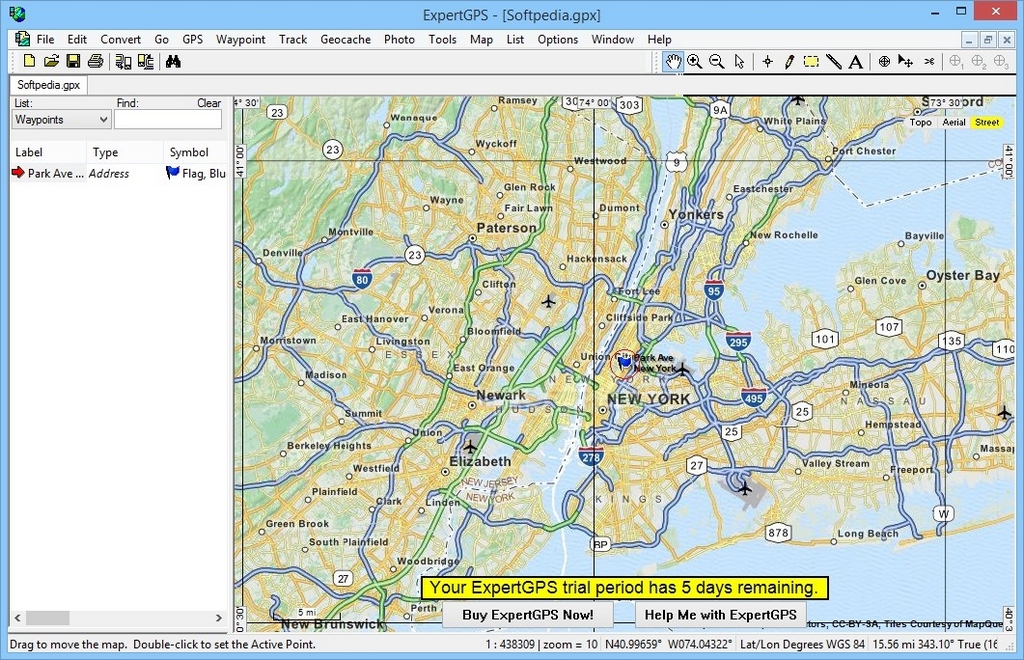 ExpertGPS - [Softpedia.gpx]
File Edit Convert Go GPS Waypoint Track Geocache Photo Tools Map List Options Window Help
Softpedia.gpx
List: Find: Clear
Waypoints
Label Type Symbol
Park Ave ... Address Flag, Blu
4° 30' 74° 00' 73° 30'
Topo Aerial Street
41° 00'
41° 00'
23
Ramsey
303
9A
Wanaque
White Plains
23
Wyckoff
Westwood
9
Port Chester
Glen Rock
Eastchester
Wayne
Fair Lawn
Dumont
Yonkers
Paterson
Montville
New Rochelle
Bayville
Denville
23
Hackensack
80
Clifton
Fort Lee
95
Glen Cove
Oyster Bay
East Hanover
Verona
Cliffside Park
Bloomfield
107
Morristown
Livingston
295
101
135
110
ESSEX
Union City
Park Ave
New York
East Orange
NEW YORK
Madison
Mineola
Newark
NEW YORK
495
NASSAU
HUDSON
25
Summit
Hempstead
Union
25
Berkeley Heights
278
Elizabeth
27
Valley Stream
Massap
Westfield
Freeport
NEW JERSEY
NEW YORK
Plainfield
Clark
Linden
KINGS
W
Green Brook
878
Long Beach
South Plainfield
BP
Woodbridge
27
Your ExpertGPS trial period has 5 days remaining.
5 mi
Perth
Buy ExpertGPS Now! Help Me with ExpertGPS
New Brunswick
tors, CC-BY-SA, Tiles Courtesy of MapQue
Drag to move the map. Double-click to set the Active Point. 1 : 438309 | zoom = 10 N40.99659° W074.04322° Lat/Lon Degrees WGS 84 15.56 mi 343.10° True (16